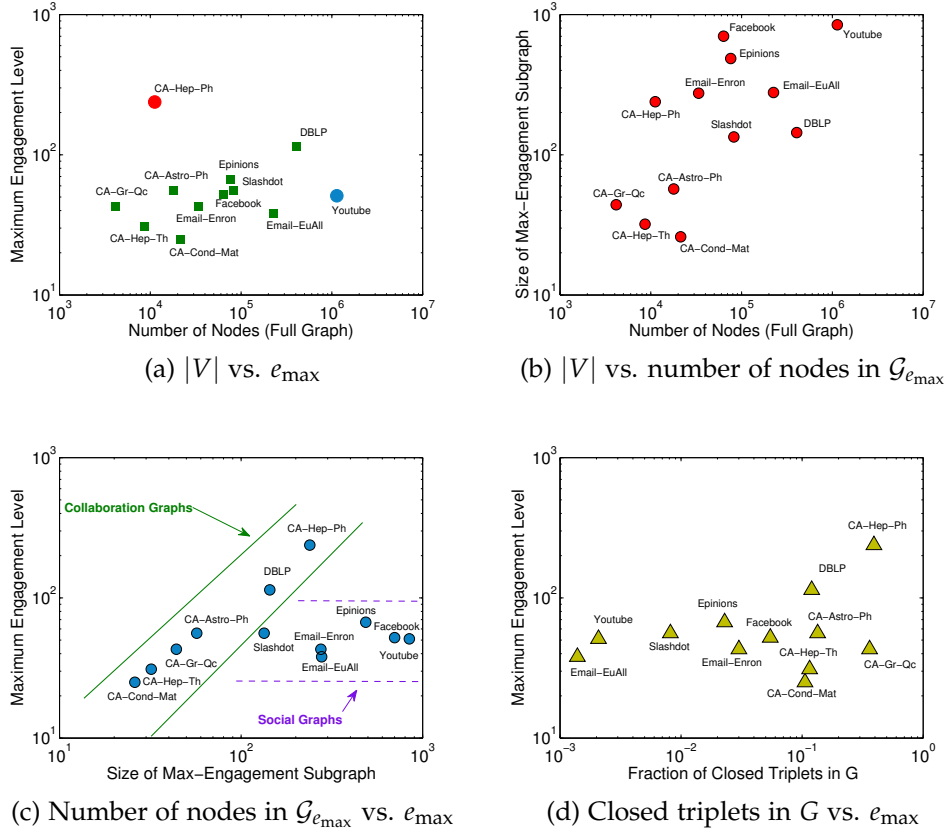 10³
CA−Hep−Ph
DBLP
Epinions
CA−Astro−Ph
Slashdot
CA−Gr−Qc
Facebook
Youtube
Email−Enron
Email−EuAll
CA−Hep−Th
CA−Cond−Mat
10²
10¹
Maximum Engagement Level
10³ 10⁴ 10⁵ 10⁶ 10⁷
Number of Nodes (Full Graph)
(a) |V| vs. e_max
10³
Facebook
Youtube
Epinions
Email−Enron
Email−EuAll
CA−Hep−Ph
Slashdot
DBLP
CA−Astro−Ph
CA−Gr−Qc
CA−Hep−Th
CA−Cond−Mat
10²
10¹
Size of Max−Engagement Subgraph
10³ 10⁴ 10⁵ 10⁶ 10⁷
Number of Nodes (Full Graph)
(b) |V| vs. number of nodes in 𝒢_e_max
10³
Collaboration Graphs
CA−Hep−Ph
DBLP
CA−Astro−Ph
Epinions
Facebook
Slashdot
Email−Enron
Youtube
CA−Gr−Qc
Email−EuAll
CA−Hep−Th
CA−Cond−Mat
Social Graphs
10²
10¹
Maximum Engagement Level
10¹ 10² 10³
Size of Max−Engagement Subgraph
(c) Number of nodes in 𝒢_e_max vs. e_max
10³
CA−Hep−Ph
DBLP
Epinions
Youtube
Facebook
CA−Astro−Ph
Slashdot
Email−EuAll
Email−Enron
CA−Hep−Th
CA−Gr−Qc
CA−Cond−Mat
10²
10¹
Maximum Engagement Level
10⁻³ 10⁻² 10⁻¹ 10⁰
Fraction of Closed Triplets in G
(d) Closed triplets in G vs. e_max